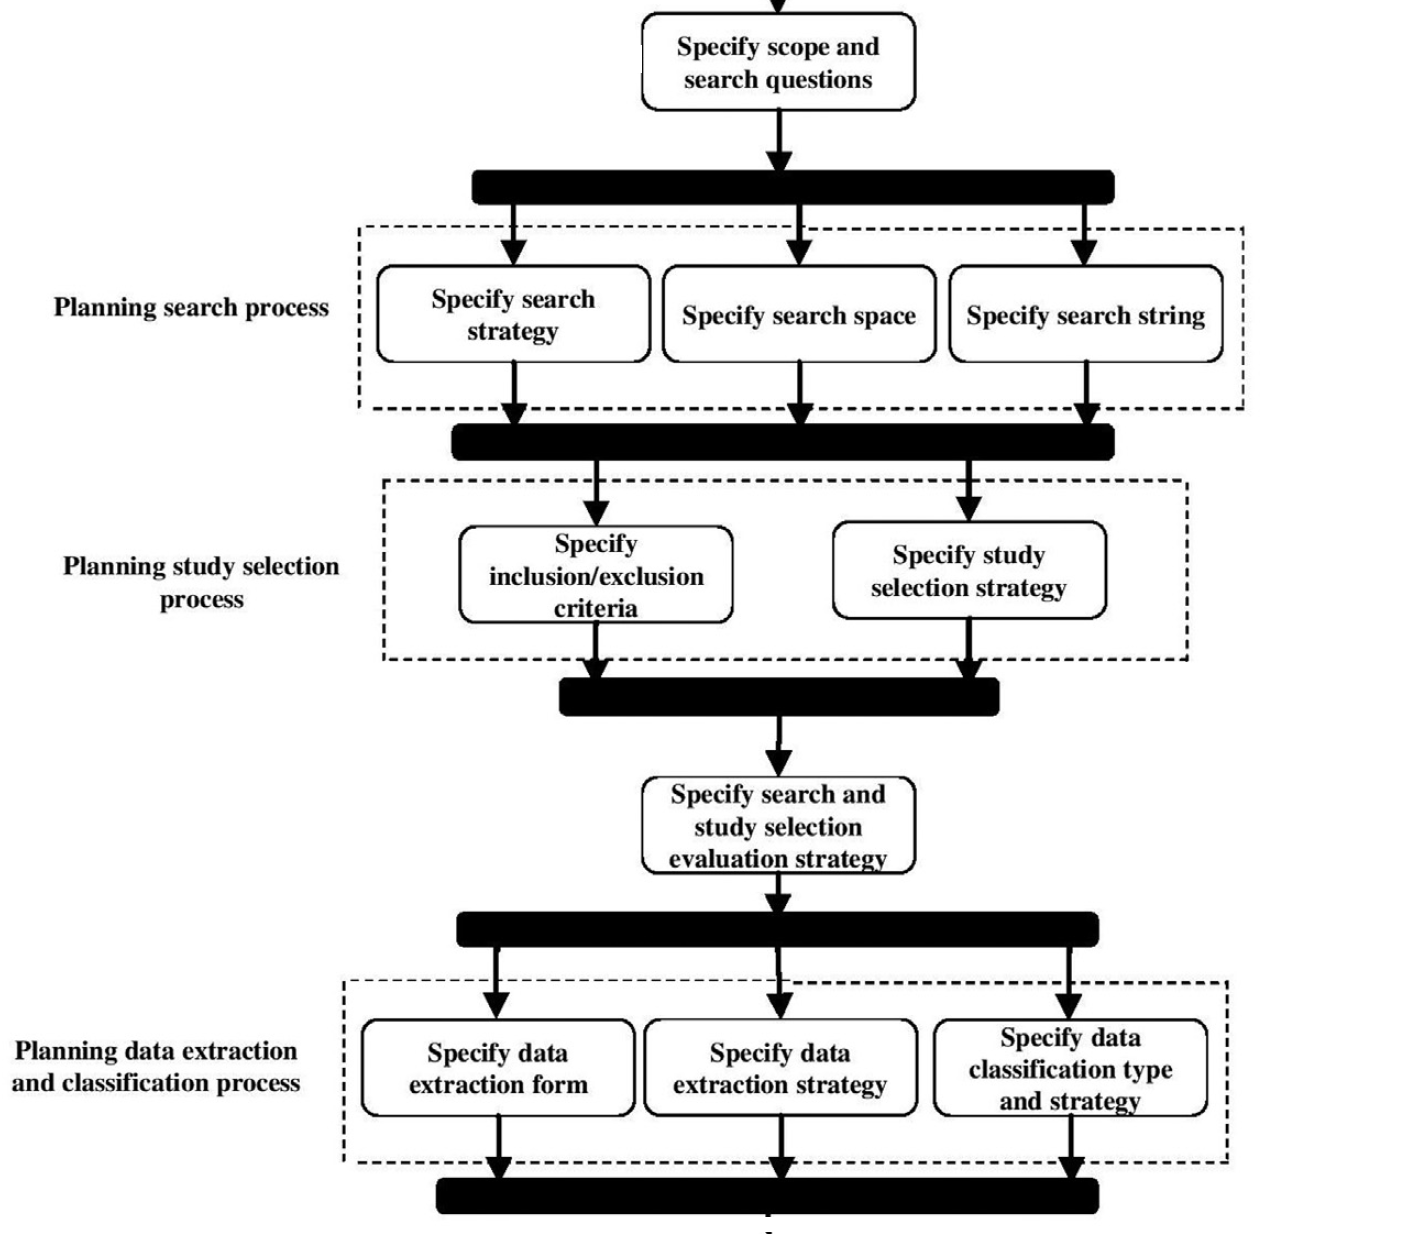 Specify scope and
search questions
Planning search process
Specify search
strategy
Specify search space
Specify search string
Planning study selection
process
Specify
inclusion/exclusion
criteria
Specify study
selection strategy
Specify search and
study selection
evaluation strategy
Planning data extraction
and classification process
Specify data
extraction form
Specify data
extraction strategy
Specify data
classification type
and strategy